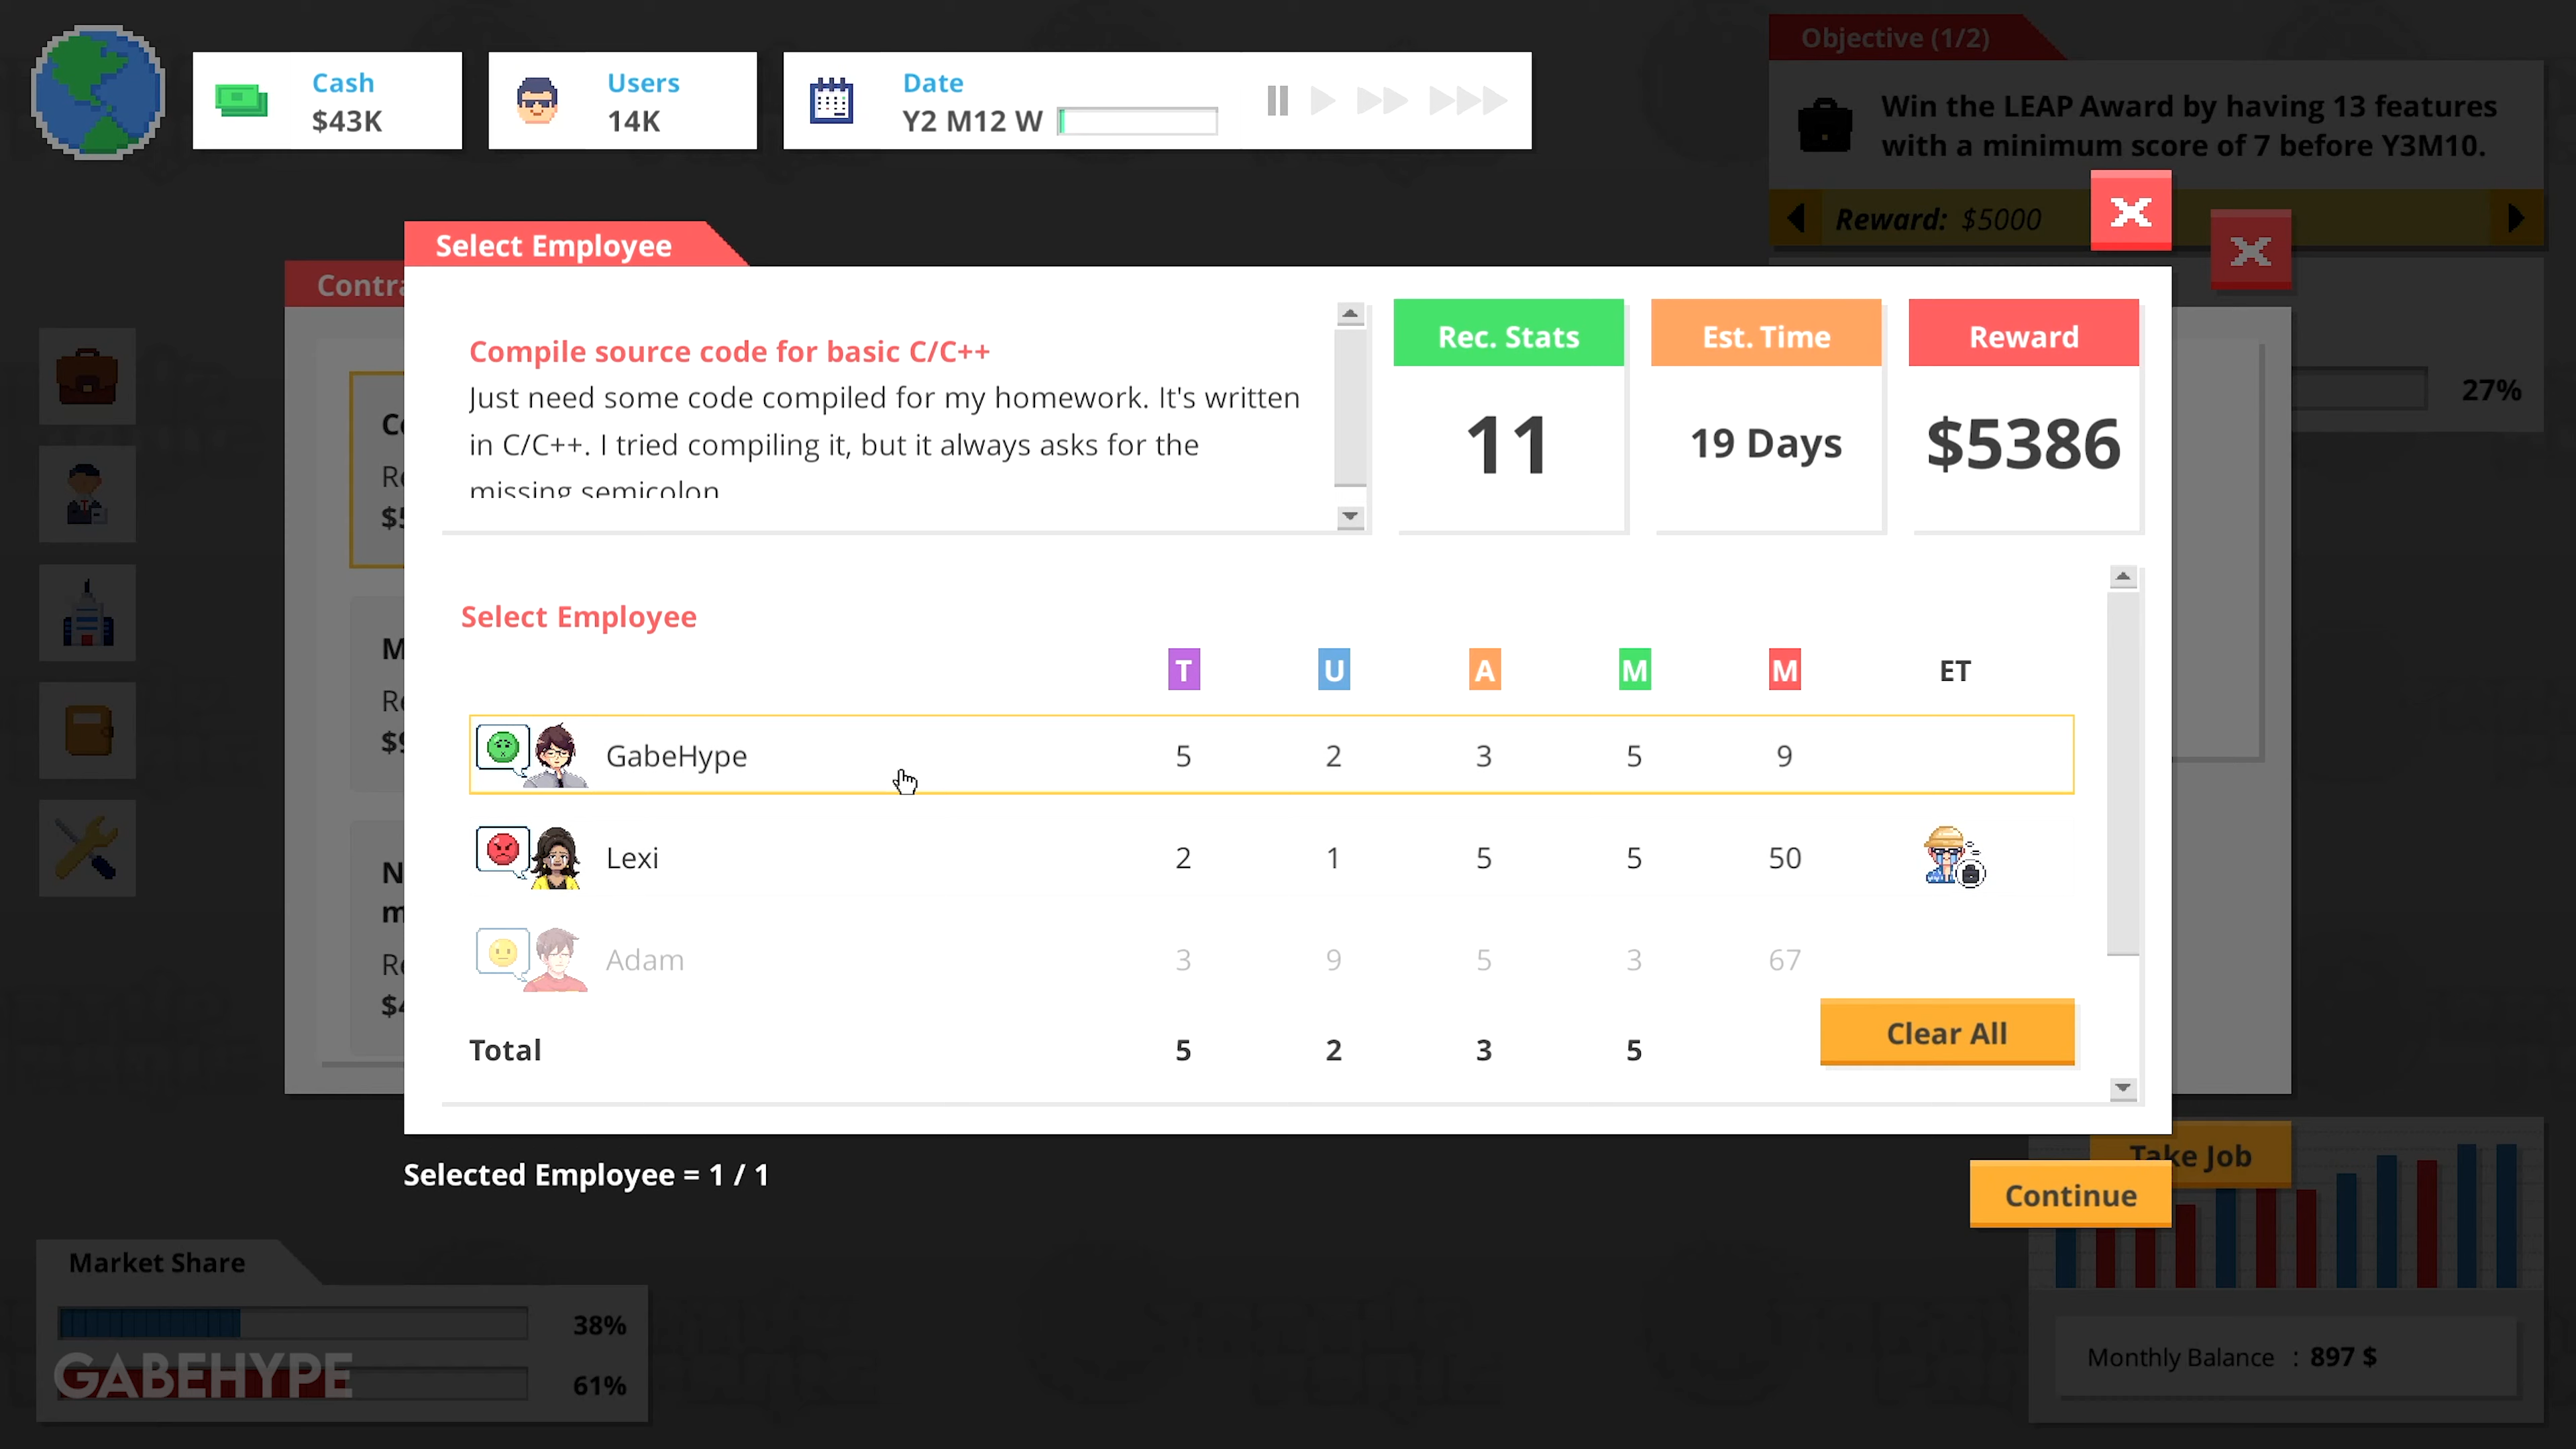 Cash
$43K
Users
14K
Date
Y2 M12 W
Objective (1/2)
Win the LEAP Award by having 13 features
with a minimum score of 7 before Y3M10.
Reward: $5000
27%
Select Employee
Compile source code for basic C/C++
Just need some code compiled for my homework. It's written
in C/C++. I tried compiling it, but it always asks for the
missing semicolon
Rec. Stats
11
Est. Time
19 Days
Reward
$5386
Select Employee
T U A M M ET
GabeHype 5 2 3 5 9
Lexi 2 1 5 5 50
Adam 3 9 5 3 67
Total 5 2 3 5
Clear All
Selected Employee = 1 / 1
Take Job
Continue
Market Share
38%
61%
GABEHYPE
Monthly Balance : 897 $